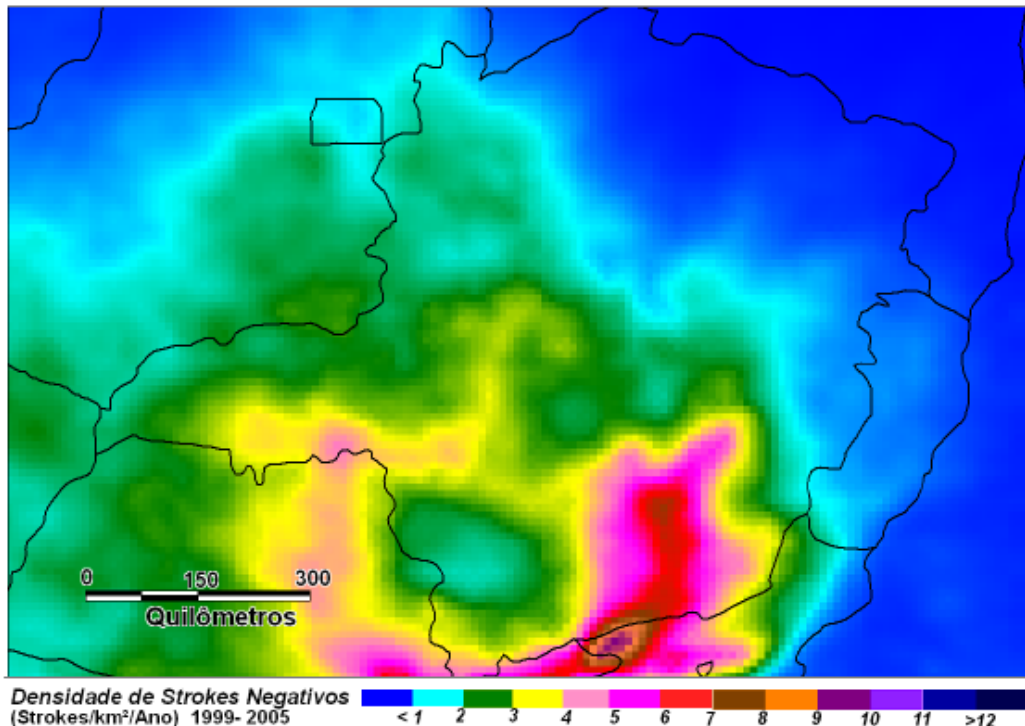 0 150 300
Quilômetros
Densidade de Strokes Negativos
(Strokes/km²/Ano) 1999- 2005
< 1 2 3 4 5 6 7 8 9 10 11 >12